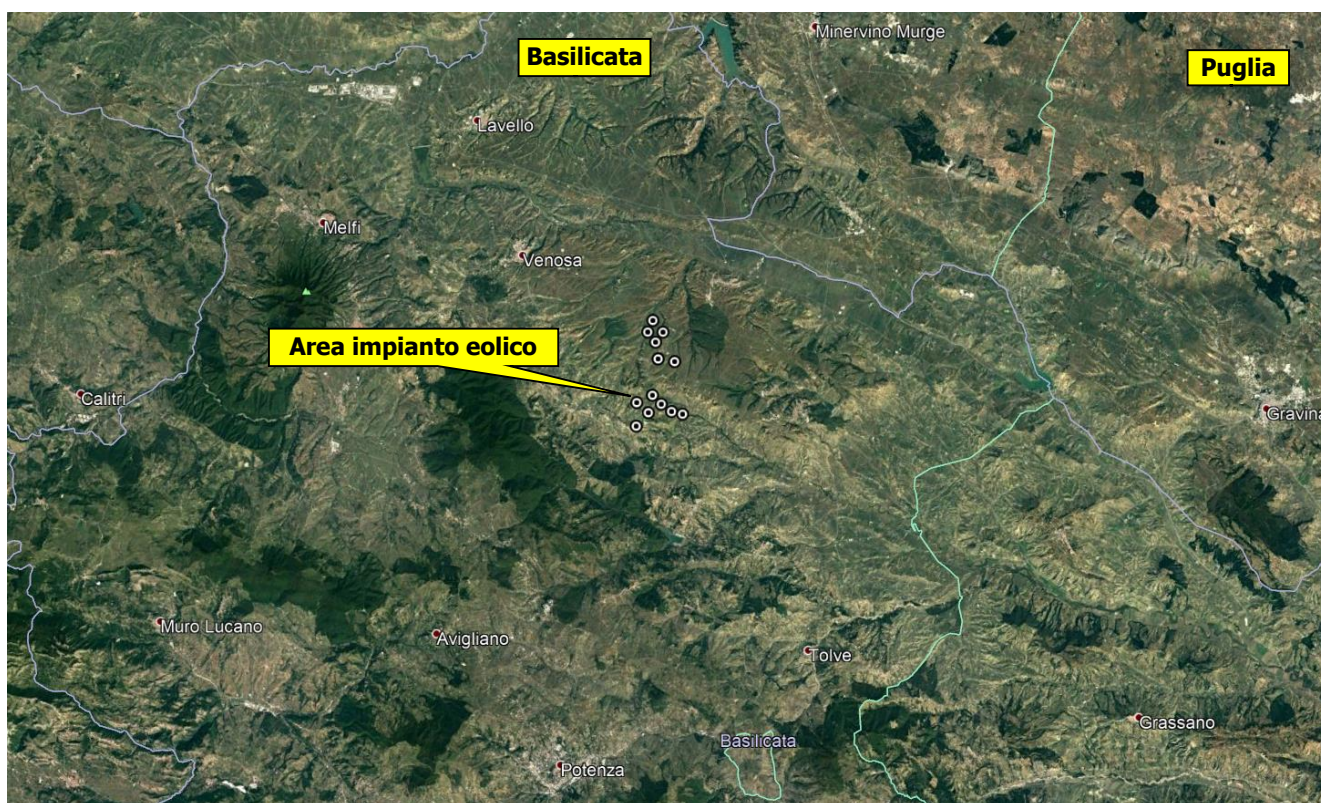 Minervino Murge
Basilicata
Puglia
Lavello
Melfi
Venosa
Area impianto eolico
Calitri
Gravina
Muro Lucano
Avigliano
Tolve
Grassano
Basilicata
Potenza